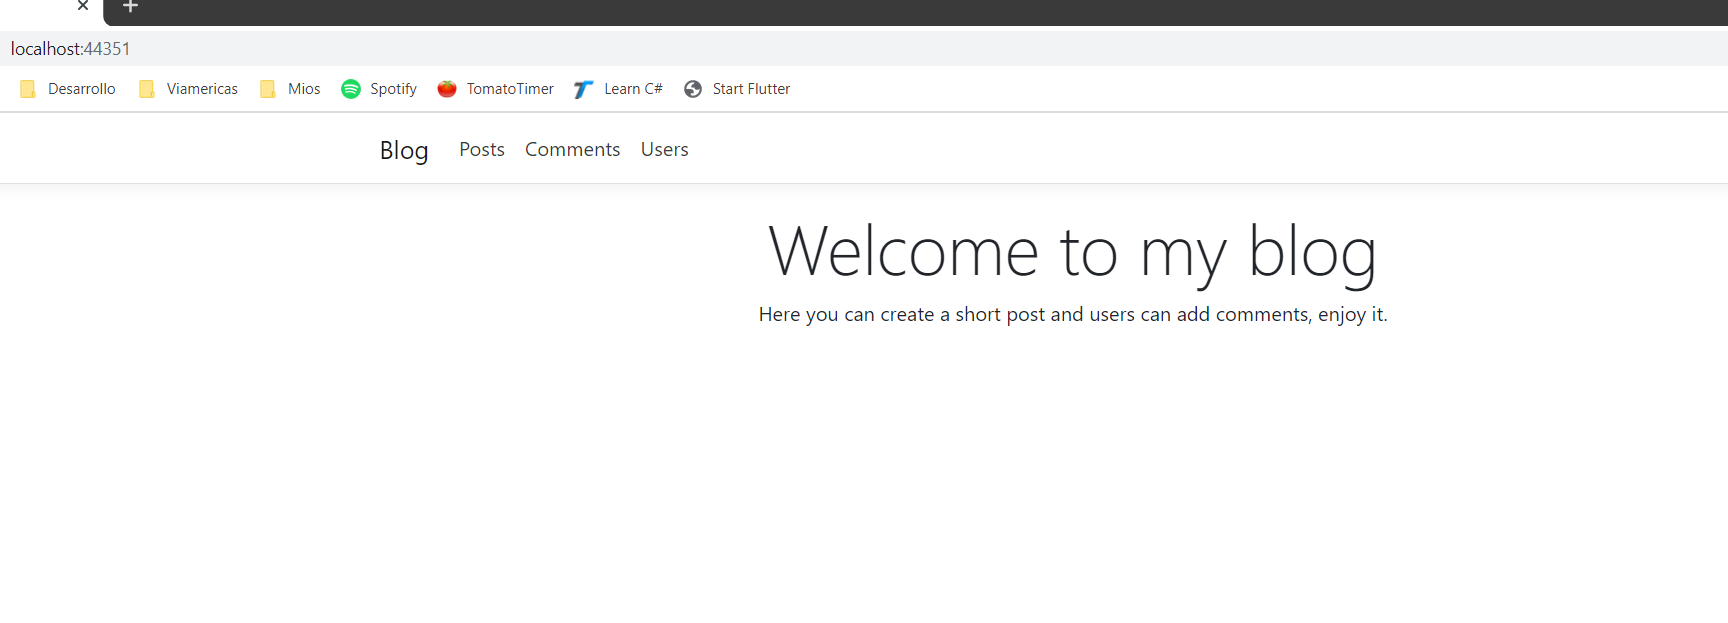 localhost:44351
Desarrollo Viamericas Mios Spotify TomatoTimer Learn C# Start Flutter
Blog Posts Comments Users
Welcome to my blog
Here you can create a short post and users can add comments, enjoy it.